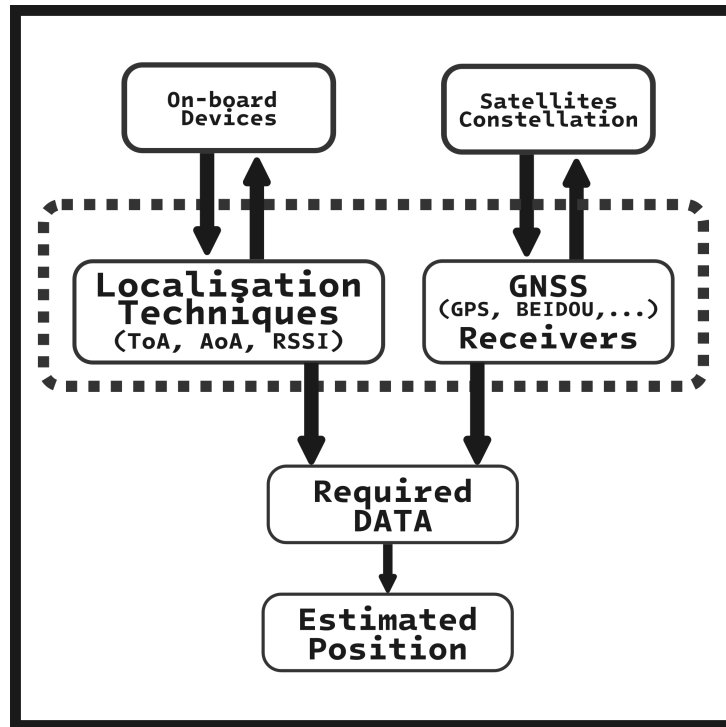 On-board
Devices
Satellites
Constellation
Localisation
Techniques
(ToA, AoA, RSSI)
GNSS
(GPS, BEIDOU,...)
Receivers
Required
DATA
Estimated
Position